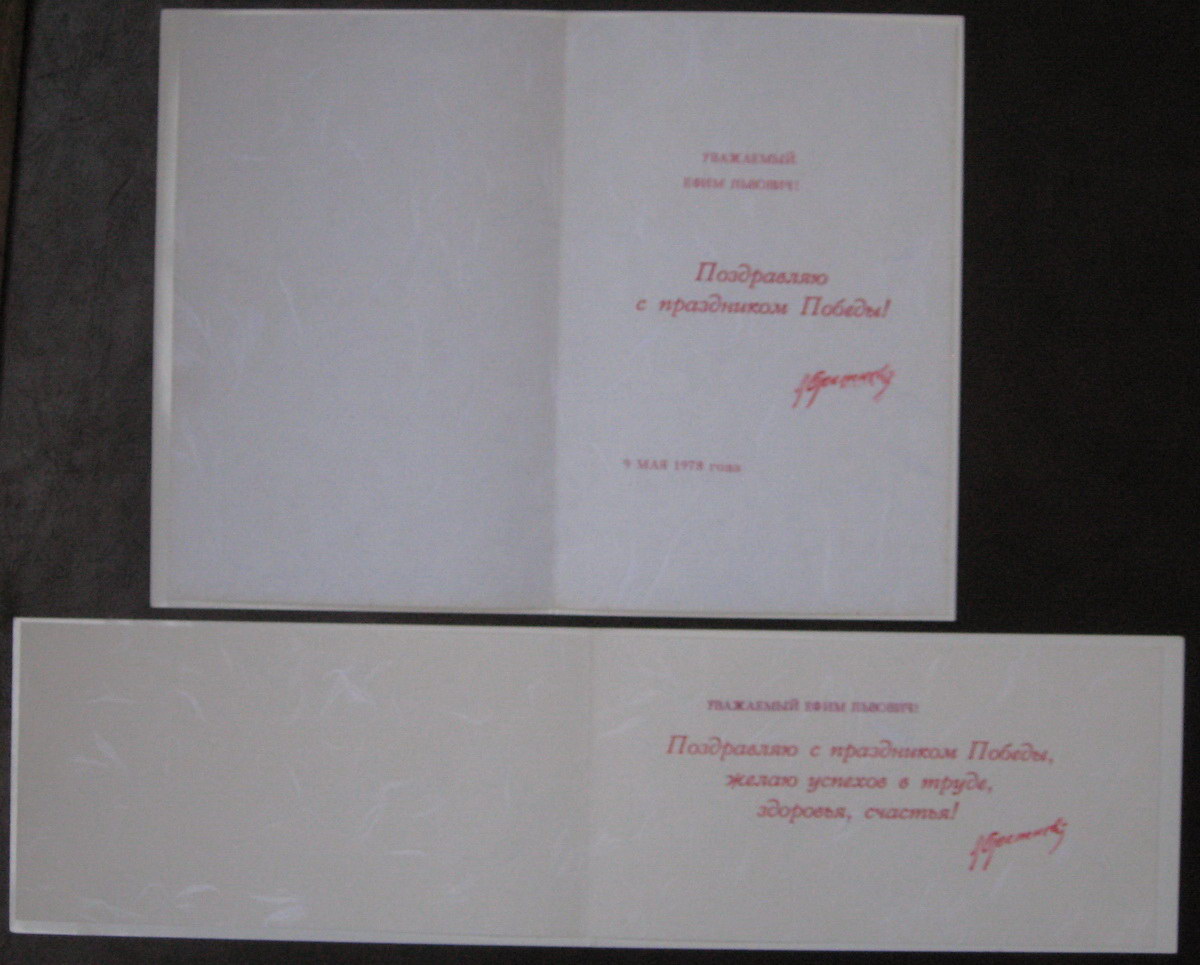 УВАЖАЕМЫЙ
ЕФИМ ЛЬВОВИЧ!
Поздравляю
с праздником Победы!
9 МАЯ 1978 года
УВАЖАЕМЫЙ ЕФИМ ЛЬВОВИЧ!
Поздравляю с праздником Победы,
желаю успехов в труде,
здоровья, счастья!